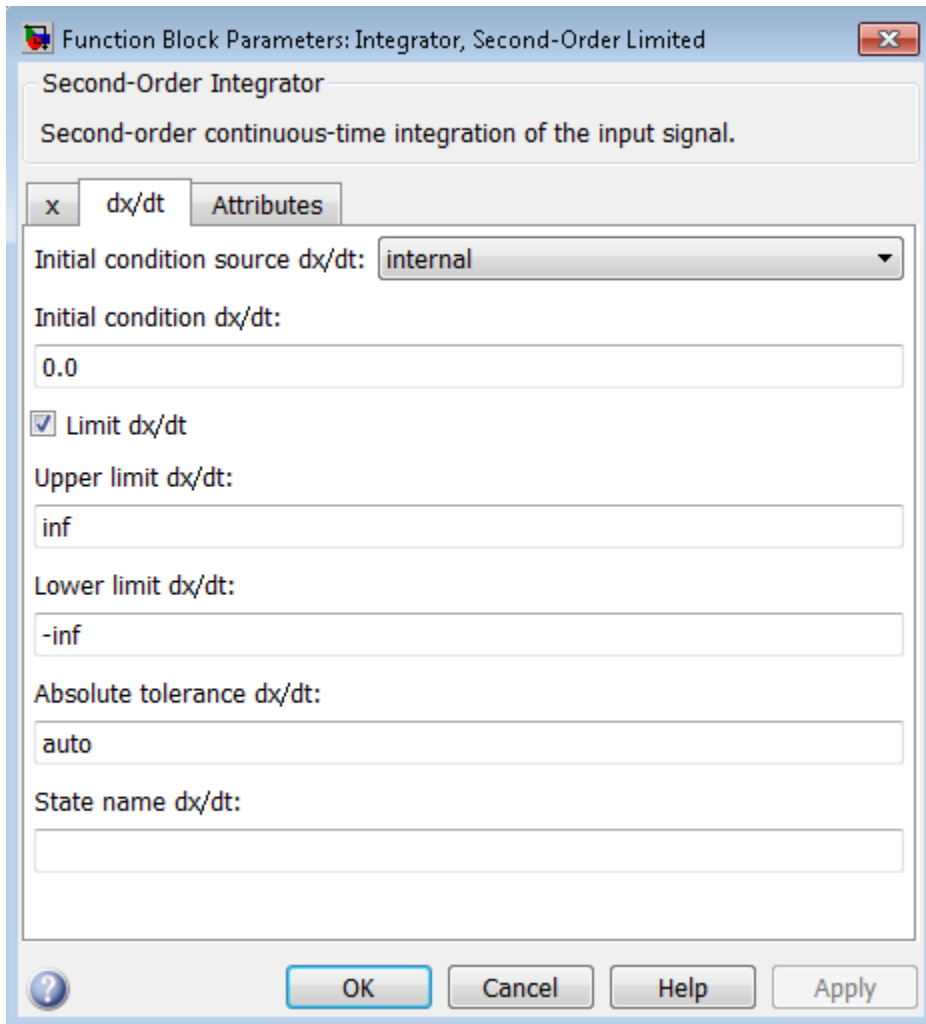 Function Block Parameters: Integrator, Second-Order Limited
Second-Order Integrator
Second-order continuous-time integration of the input signal.
x dx/dt Attributes
Initial condition source dx/dt: internal
Initial condition dx/dt:
0.0
Limit dx/dt
Upper limit dx/dt:
inf
Lower limit dx/dt:
-inf
Absolute tolerance dx/dt:
auto
State name dx/dt:
? OK Cancel Help Apply